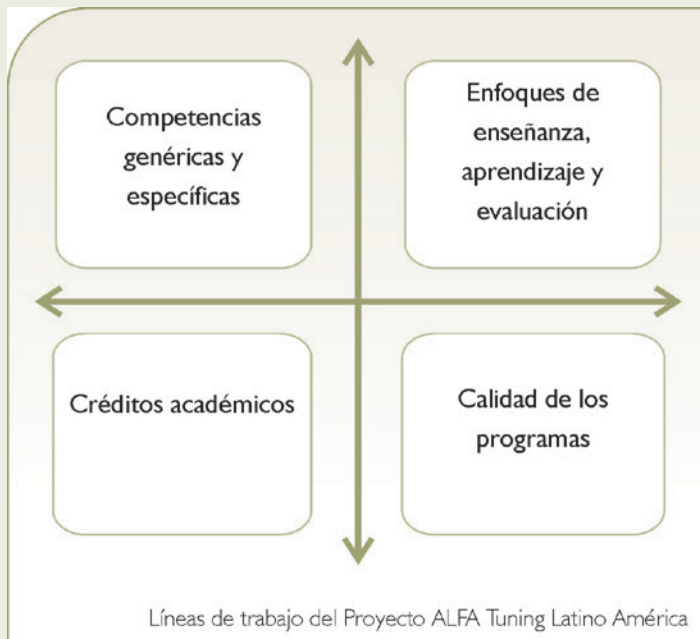 Competencias
genéricas y
específicas
Enfoques de
enseñanza,
aprendizaje y
evaluación
Créditos académicos
Calidad de los
programas
Líneas de trabajo del Proyecto ALFA Tuning Latino América